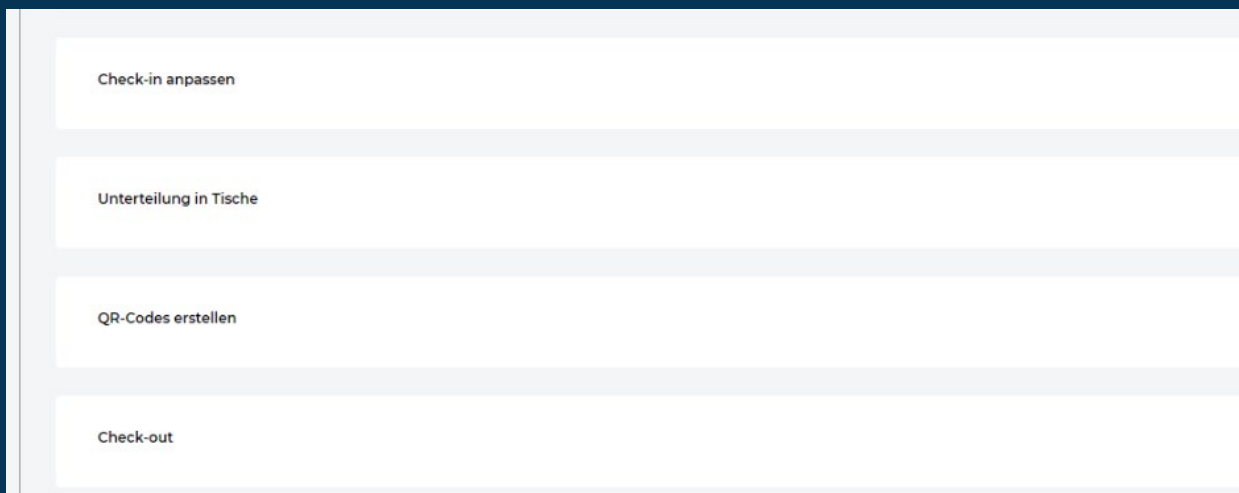 Check-in anpassen
Unterteilung in Tische
QR-Codes erstellen
Check-out